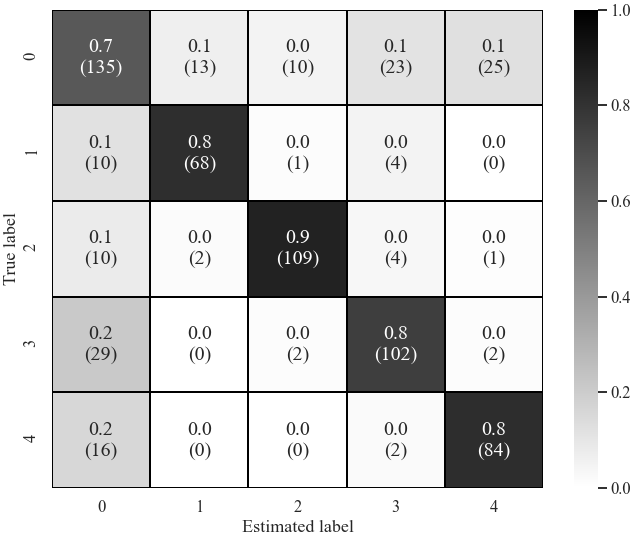 0.7 0.1 0.0 0.1 0.1
0 (135) (13) (10) (23) (25)
0.1 0.8 0.0 0.0 0.0
1 (10) (68) (1) (4) (0)
0.1 0.0 0.9 0.0 0.0
2 (10) (2) (109) (4) (1)
0.2 0.0 0.0 0.8 0.0
3 (29) (0) (2) (102) (2)
0.2 0.0 0.0 0.0 0.8
4 (16) (0) (0) (2) (84)
0 1 2 3 4
Estimated label
True label
1.0
0.8
0.6
0.4
0.2
0.0